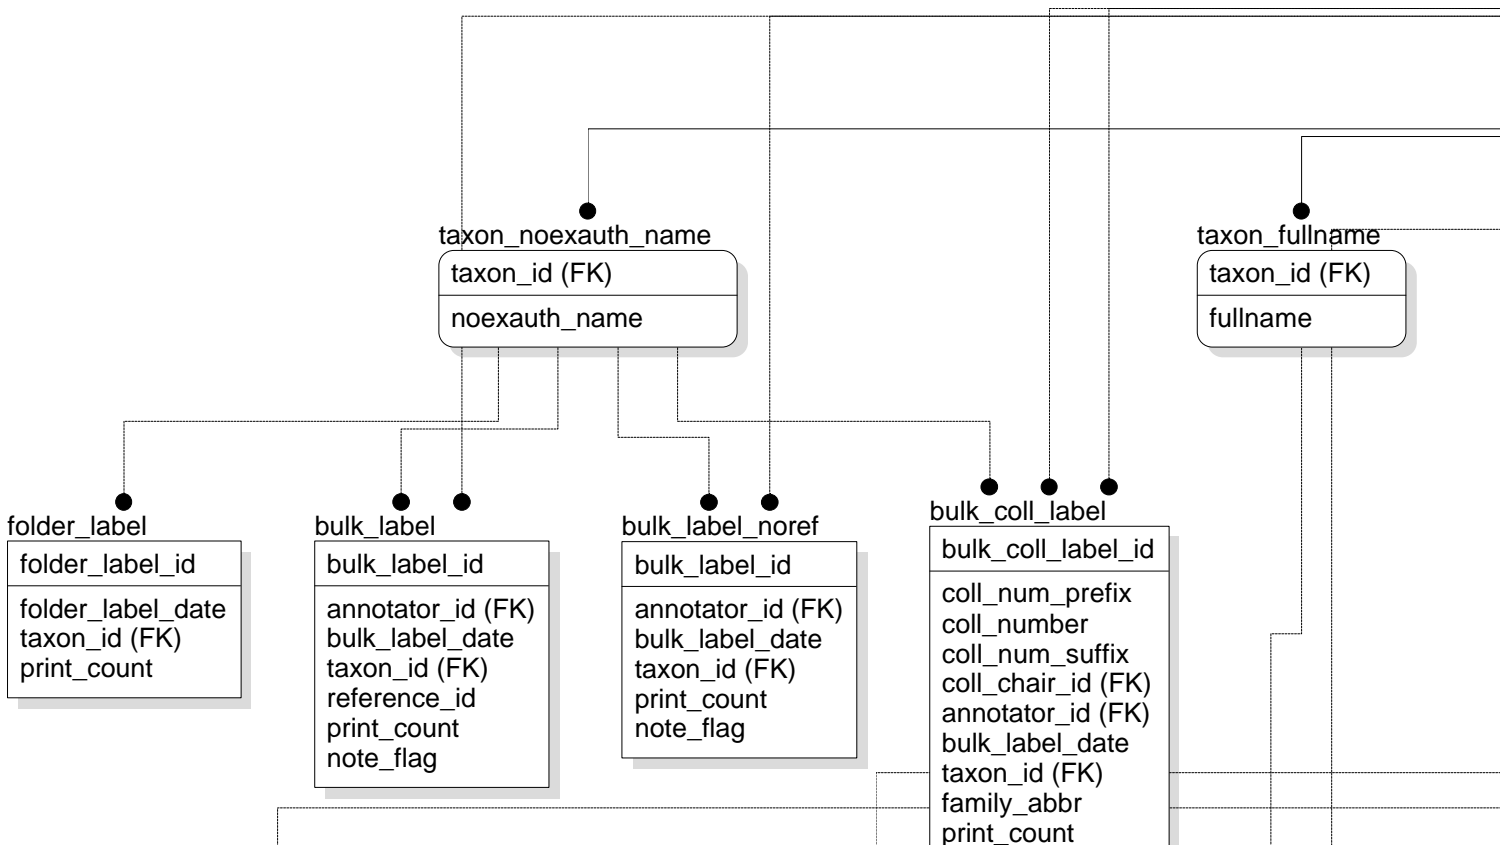 taxon_noexauth_name
taxon_id (FK)
noexauth_name
taxon_fullname
taxon_id (FK)
fullname
folder_label
folder_label_id
folder_label_date
taxon_id (FK)
print_count
bulk_label
bulk_label_id
annotator_id (FK)
bulk_label_date
taxon_id (FK)
reference_id
print_count
note_flag
bulk_label_noref
bulk_label_id
annotator_id (FK)
bulk_label_date
taxon_id (FK)
print_count
note_flag
bulk_coll_label
bulk_coll_label_id
coll_num_prefix
coll_number
coll_num_suffix
coll_chair_id (FK)
annotator_id (FK)
bulk_label_date
taxon_id (FK)
family_abbr
print_count